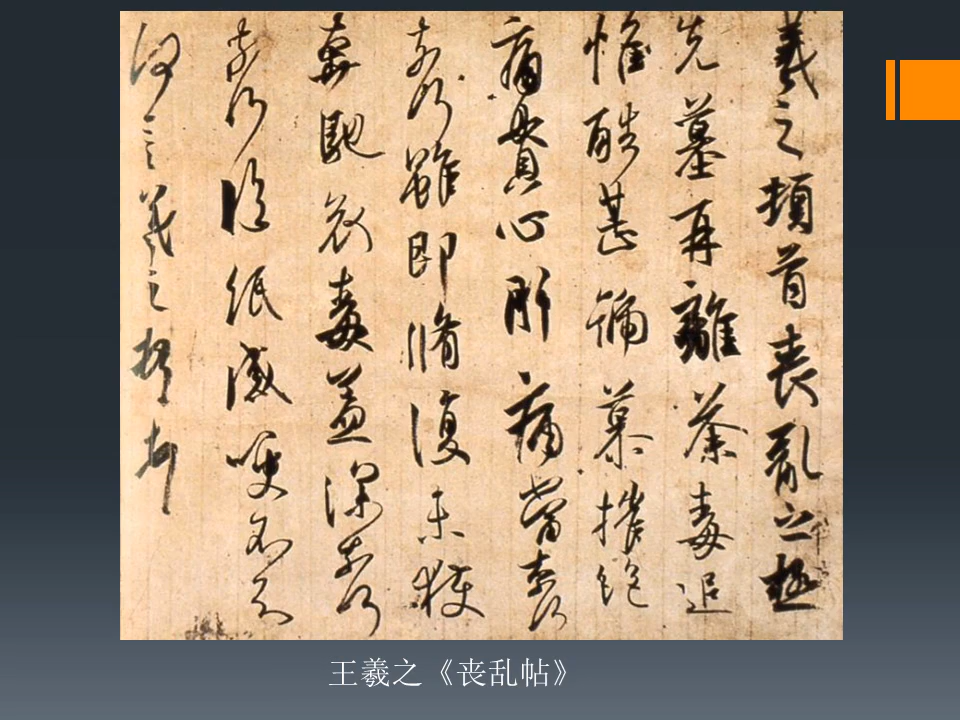 羲之頓首喪亂之極
先墓再離荼毒追
惟酷甚號慕摧絶
痛貫心肝痛當奈何
奈何雖即脩復未獲
奔馳哀毒益深奈何
奈何臨紙感哽不知
何言羲之頓首頓首
王羲之《丧乱帖》